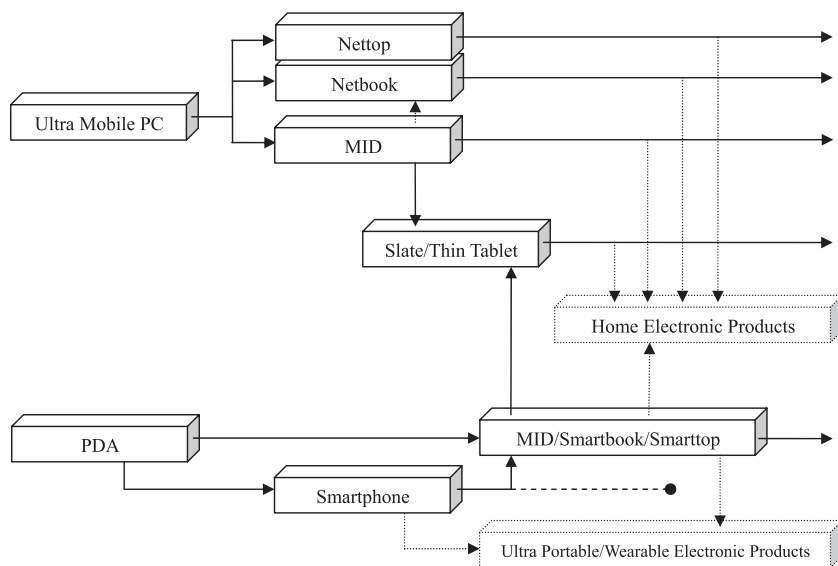 Nettop
Netbook
Ultra Mobile PC
MID
Slate/Thin Tablet
Home Electronic Products
PDA
MID/Smartbook/Smarttop
Smartphone
Ultra Portable/Wearable Electronic Products